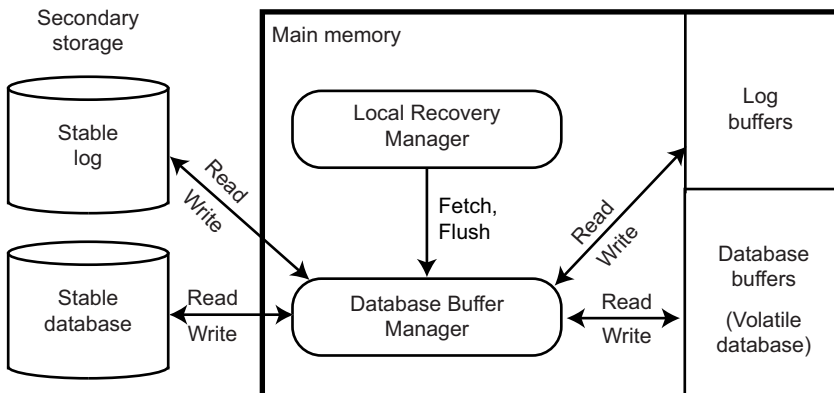 Secondary
storage
Main memory
Stable
log
Local Recovery
Manager
Log
buffers
Read
Write
Fetch,
Flush
Read
Write
Stable
database
Read
Write
Database Buffer
Manager
Read
Write
Database
buffers
(Volatile
database)